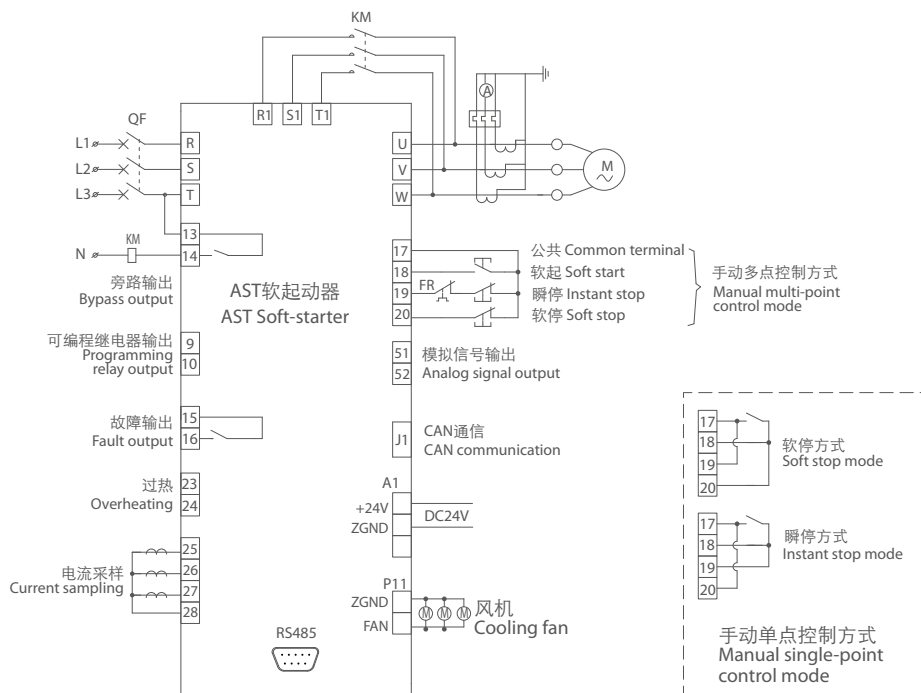 KM
R1 S1 T1
QF
L1
L2
L3
R
S
T
U
V
W
A
M
N
KM
13
14
旁路输出
Bypass output
AST软起动器
AST Soft-starter
17
18
19
20
FR
公共 Common terminal
软起 Soft start
瞬停 Instant stop
软停 Soft stop
手动多点控制方式
Manual multi-point
control mode
可编程继电器输出
Programming
relay output
9
10
51
52
模拟信号输出
Analog signal output
故障输出
Fault output
15
16
J1
CAN通信
CAN communication
过热
Overheating
23
24
A1
+24V
ZGND
DC24V
电流采样
Current sampling
25
26
27
28
P11
ZGND
FAN
M M M
风机
Cooling fan
RS485
17
18
19
20
软停方式
Soft stop mode
17
18
19
20
瞬停方式
Instant stop mode
手动单点控制方式
Manual single-point
control mode